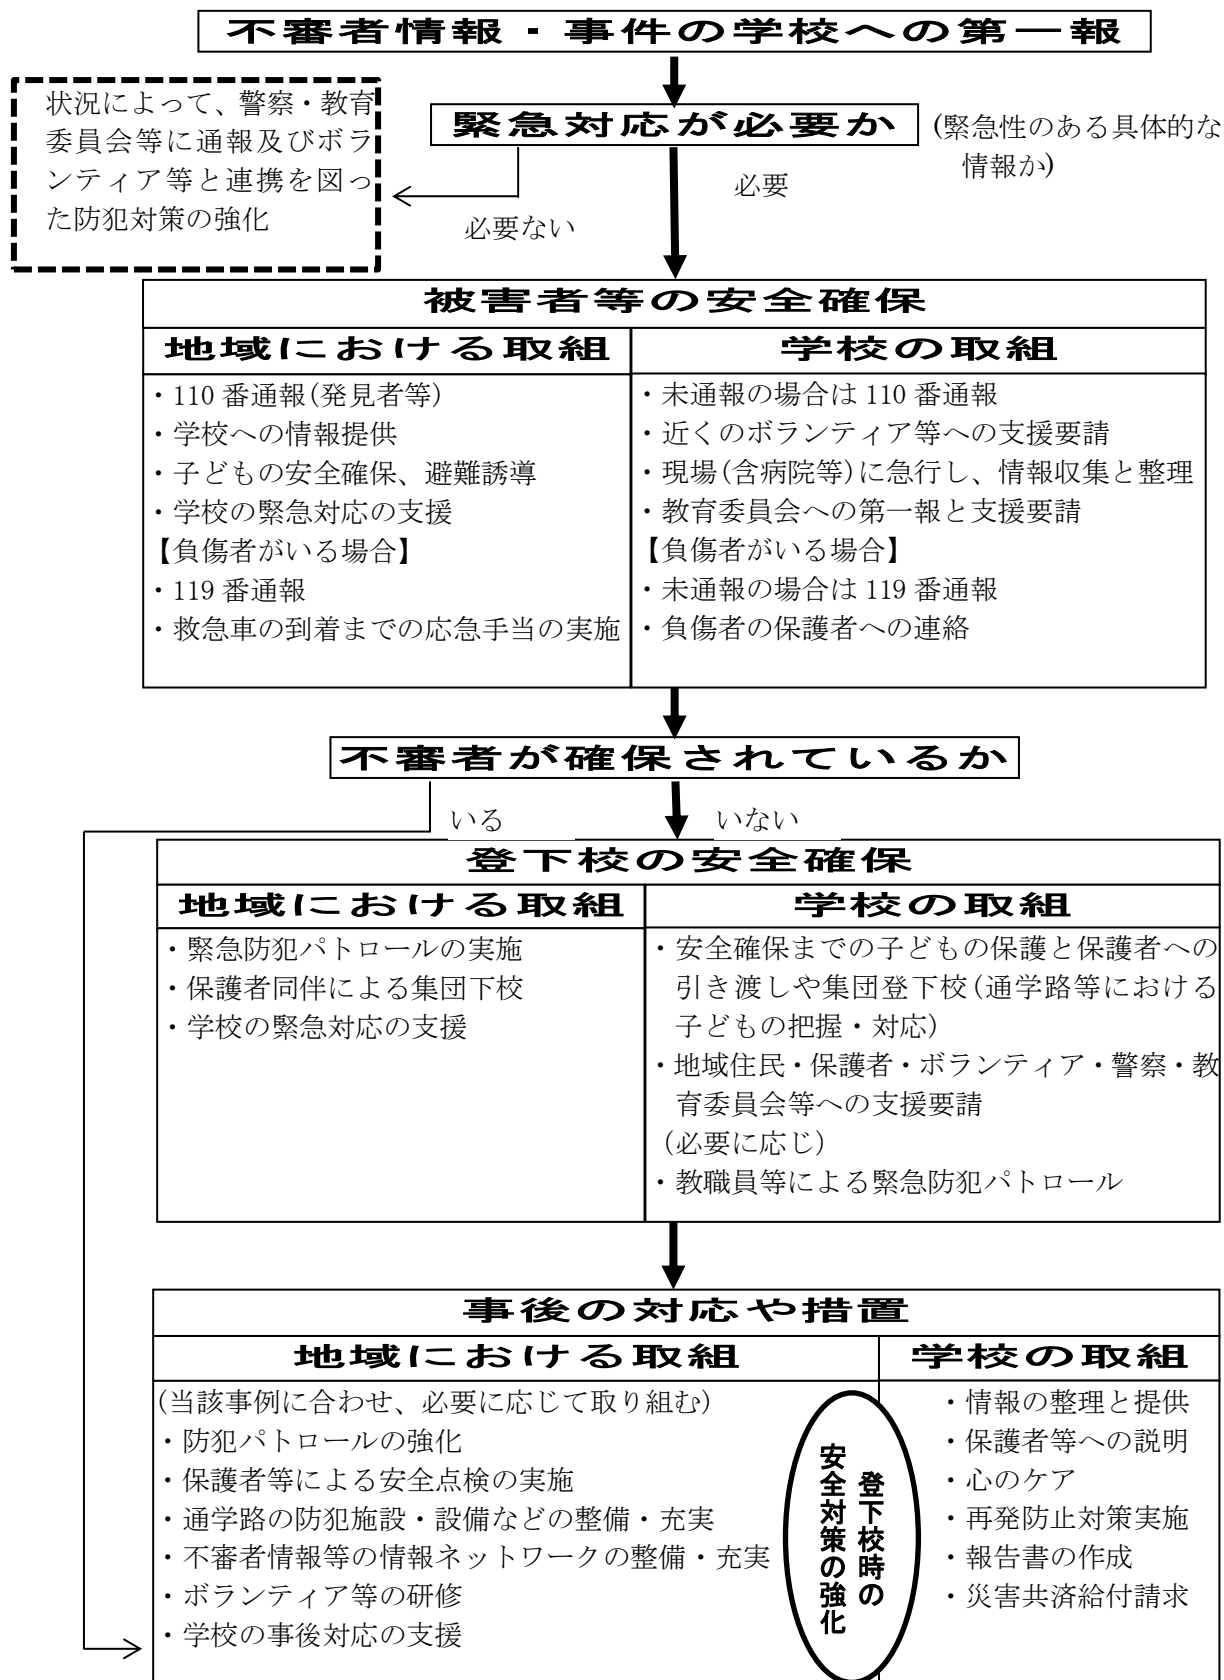 不審者情報・事件の学校への第一報
状況によって、警察・教育
委員会等に通報及びボラ
ンティア等と連携を図っ
た防犯対策の強化
緊急対応が必要か
(緊急性のある具体的な
情報か)
必要
必要ない
被害者等の安全確保
地域における取組
・110 番通報(発見者等)
・学校への情報提供
・子どもの安全確保、避難誘導
・学校の緊急対応の支援
【負傷者がいる場合】
・119 番通報
・救急車の到着までの応急手当の実施
学校の取組
・未通報の場合は 110 番通報
・近くのボランティア等への支援要請
・現場(含病院等)に急行し、情報収集と整理
・教育委員会への第一報と支援要請
【負傷者がいる場合】
・未通報の場合は 119 番通報
・負傷者の保護者への連絡
不審者が確保されているか
いる
いない
登下校の安全確保
地域における取組
・緊急防犯パトロールの実施
・保護者同伴による集団下校
・学校の緊急対応の支援
学校の取組
・安全確保までの子どもの保護と保護者への
引き渡しや集団登下校(通学路等における
子どもの把握・対応)
・地域住民・保護者・ボランティア・警察・教
育委員会等への支援要請
(必要に応じ)
・教職員等による緊急防犯パトロール
事後の対応や措置
地域における取組
(当該事例に合わせ、必要に応じて取り組む)
・防犯パトロールの強化
・保護者等による安全点検の実施
・通学路の防犯施設・設備などの整備・充実
・不審者情報等の情報ネットワークの整備・充実
・ボランティア等の研修
・学校の事後対応の支援
登下校時の
安全対策の強化
学校の取組
・情報の整理と提供
・保護者等への説明
・心のケア
・再発防止対策実施
・報告書の作成
・災害共済給付請求